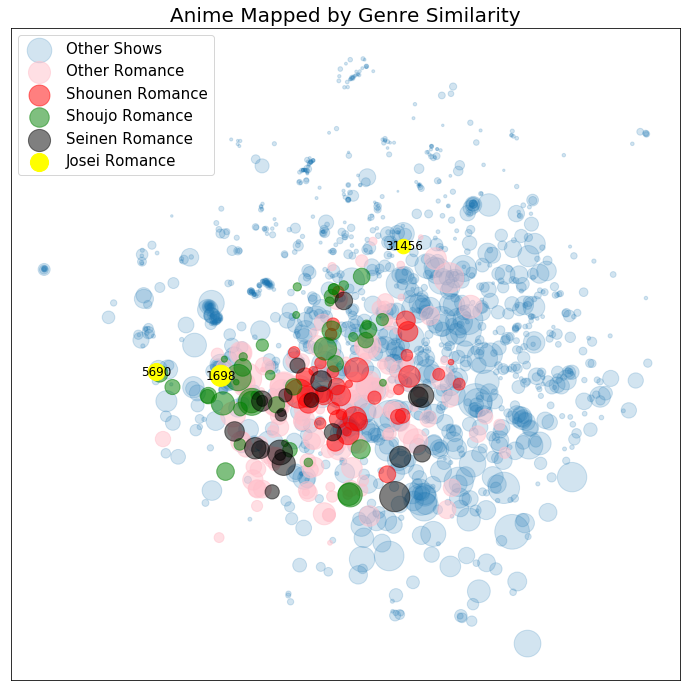 Anime Mapped by Genre Similarity
Other Shows
Other Romance
Shounen Romance
Shoujo Romance
Seinen Romance
Josei Romance
31456
5690
1698